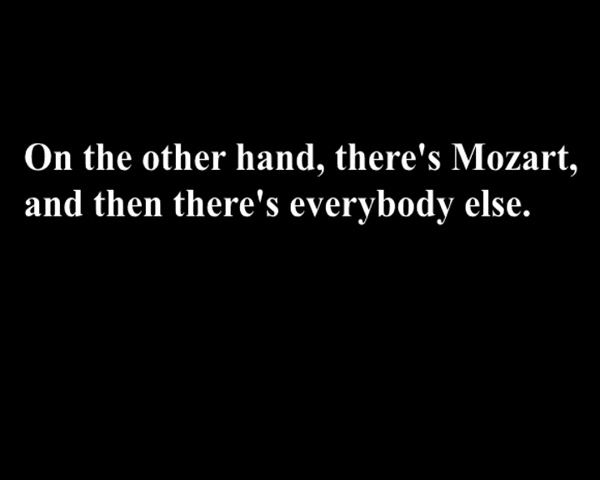 On the other hand, there's Mozart,
and then there's everybody else.